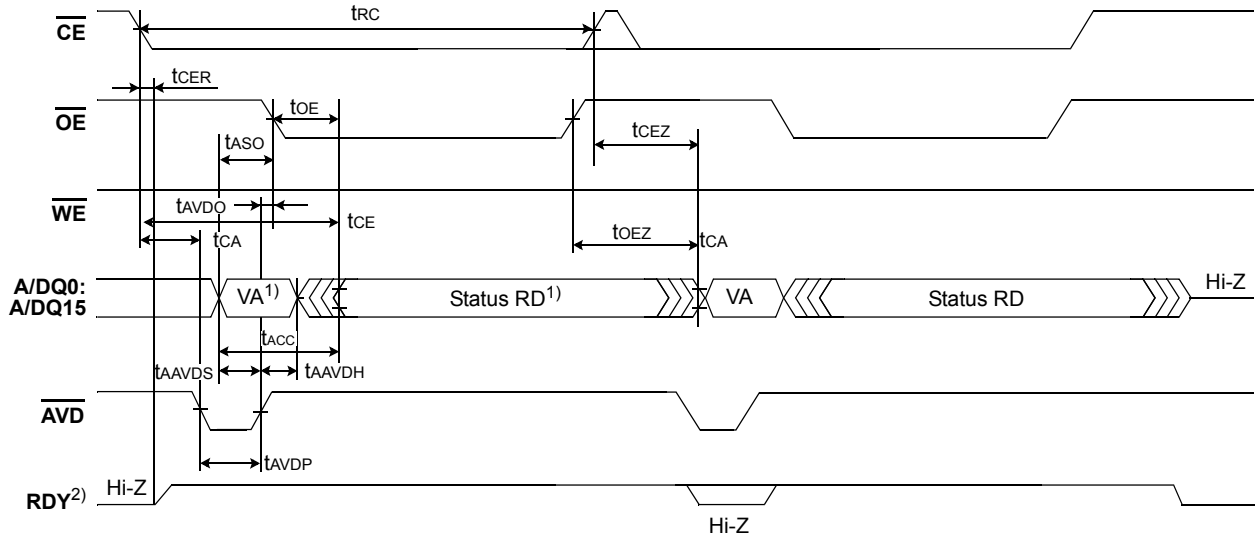 tRC
CE
tCER
OE
tOE
tCEZ
tASO
WE
tAVDO
tCE
tCA
tOEZ
tCA
A/DQ0:
A/DQ15
VA1)
Status RD1)
VA
Status RD
Hi-Z
tACC
tAAVDS
tAAVDH
AVD
tAVDP
RDY2)
Hi-Z
Hi-Z